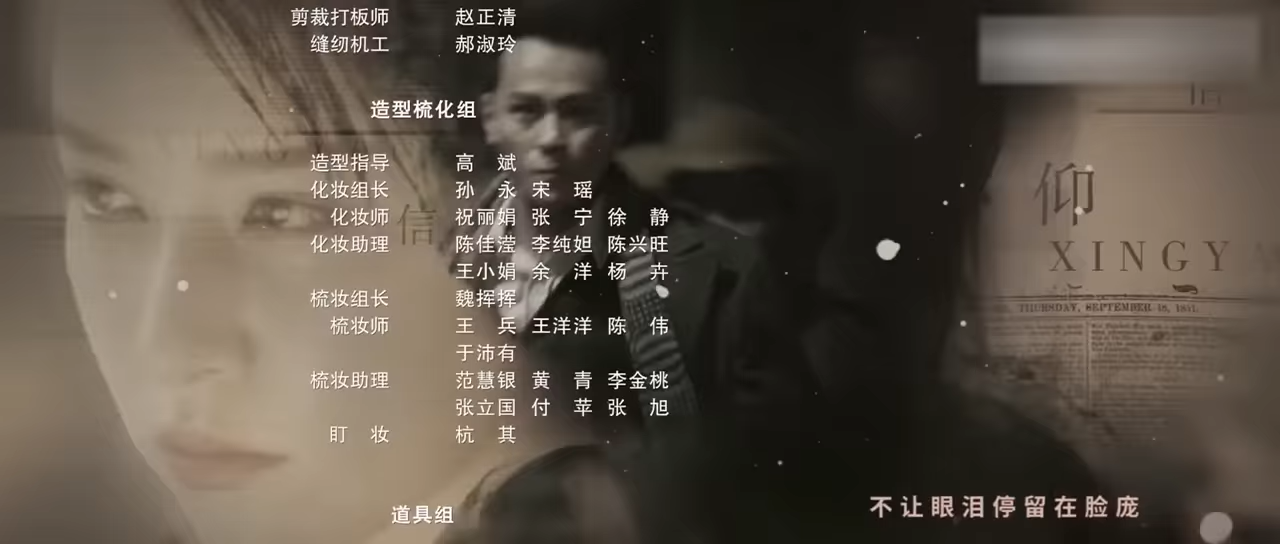 剪裁打板师 赵正清
缝纫机工 郝淑玲
造型梳化组
造型指导 高 斌
化妆组长 孙 永 宋 瑶
化妆师 祝丽娟 张 宁 徐 静
化妆助理 陈佳滢 李纯妲 陈兴旺
王小娟 余 洋 杨 卉
梳妆组长 魏挥挥
梳妆师 王 兵 王洋洋 陈 伟
于沛有
梳妆助理 范慧银 黄 青 李金桃
张立国 付 苹 张 旭
盯 妆 杭 其
道具组
信
仰
XINGY
THURSDAY, SEPTEMBER 18, 1851.
不让眼泪停留在脸庞